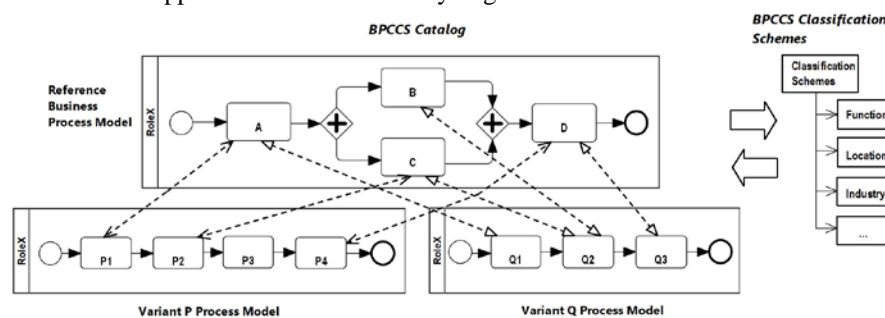 BPCCS Catalog
BPCCS Classification
Schemes
Reference
Business
Process Model
RoleX
A
B
C
D
Classification
Schemes
Function
Location
Industry
...
RoleX
P1
P2
P3
P4
RoleX
Q1
Q2
Q3
Variant P Process Model
Variant Q Process Model